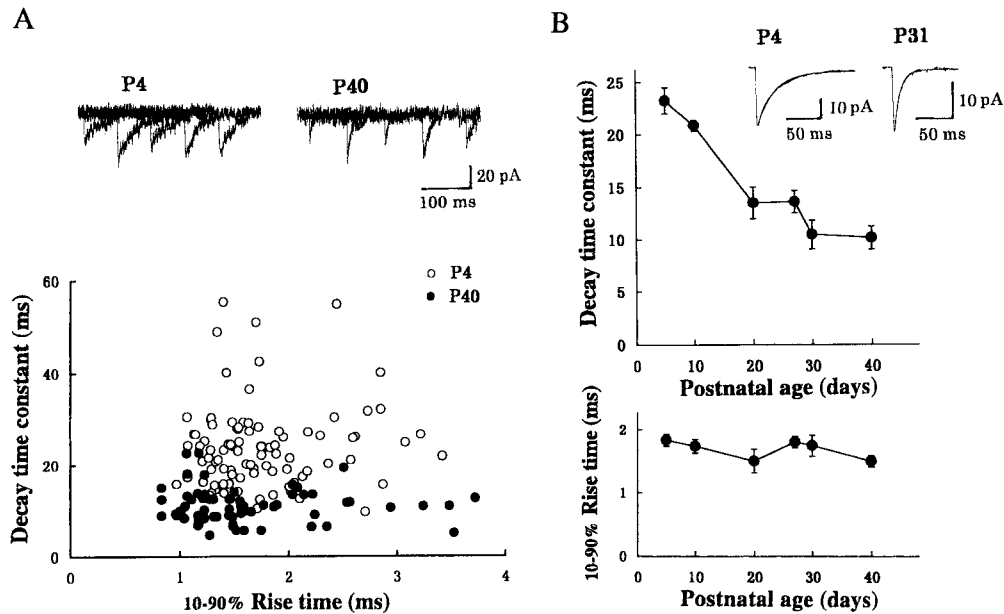 A
P4
P40
20 pA
100 ms
Decay time constant (ms)
60
40
20
0
P4
P40
0
1
2
3
4
10-90% Rise time (ms)
B
P4
P31
10 pA
50 ms
10 pA
50 ms
Decay time constant (ms)
25
20
15
10
5
0
0
10
20
30
40
Postnatal age (days)
10-90% Rise time (ms)
2
1
0
0
10
20
30
40
Postnatal age (days)